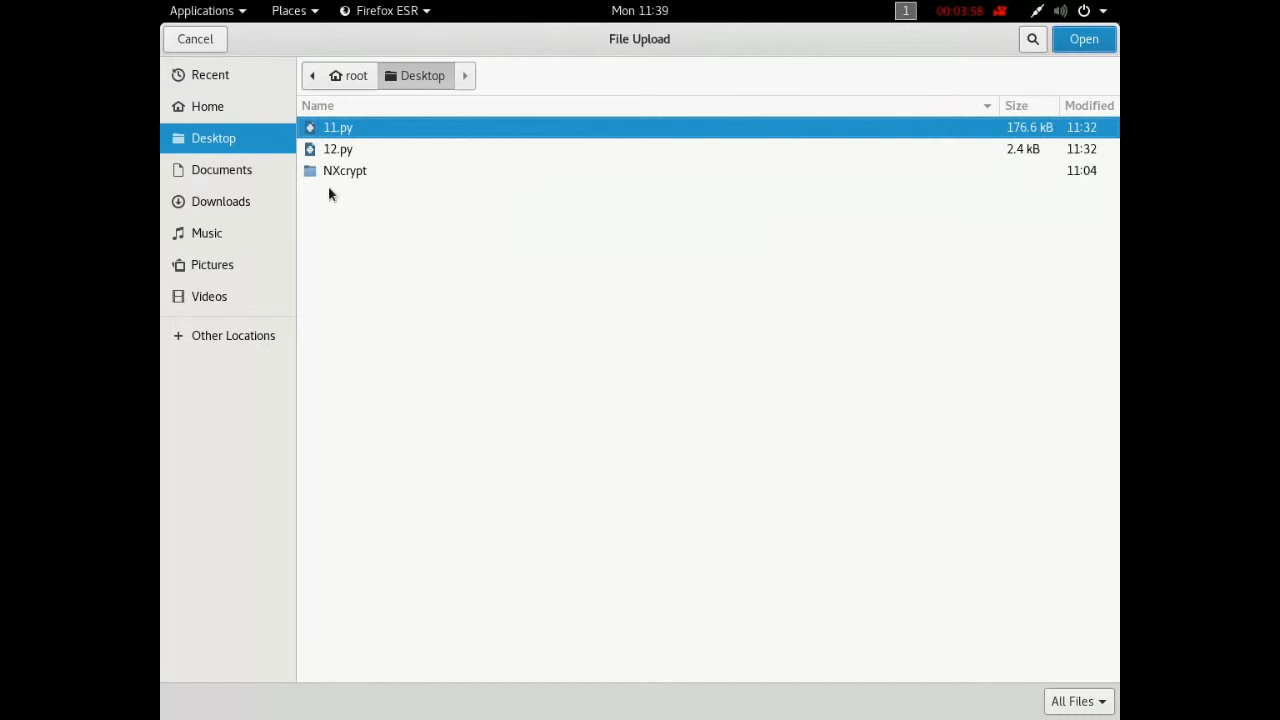 Applications Places Firefox ESR Mon 11:39 1 00:03:58
Cancel File Upload Open
Recent
Home
Desktop
Documents
Downloads
Music
Pictures
Videos
+ Other Locations
root Desktop
Name Size Modified
11.py 176.6 kB 11:32
12.py 2.4 kB 11:32
NXcrypt 11:04
All Files